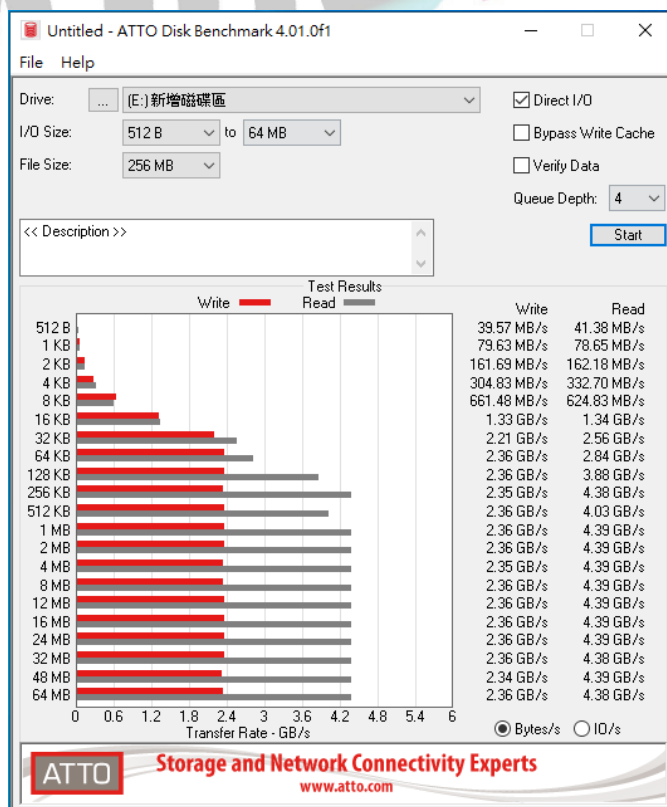 Untitled - ATTO Disk Benchmark 4.01.0f1
File Help
Drive: ... (E:)新增磁碟區 Direct I/O
I/O Size: 512 B to 64 MB Bypass Write Cache
File Size: 256 MB Verify Data
Queue Depth: 4
<< Description >> Start
Test Results
Write Read Write Read
512 B 39.57 MB/s 41.38 MB/s
1 KB 79.63 MB/s 78.65 MB/s
2 KB 161.69 MB/s 162.18 MB/s
4 KB 304.83 MB/s 332.70 MB/s
8 KB 661.48 MB/s 624.83 MB/s
16 KB 1.33 GB/s 1.34 GB/s
32 KB 2.21 GB/s 2.56 GB/s
64 KB 2.36 GB/s 2.84 GB/s
128 KB 2.36 GB/s 3.88 GB/s
256 KB 2.35 GB/s 4.38 GB/s
512 KB 2.36 GB/s 4.03 GB/s
1 MB 2.36 GB/s 4.39 GB/s
2 MB 2.36 GB/s 4.39 GB/s
4 MB 2.35 GB/s 4.39 GB/s
8 MB 2.36 GB/s 4.39 GB/s
12 MB 2.36 GB/s 4.39 GB/s
16 MB 2.36 GB/s 4.39 GB/s
24 MB 2.36 GB/s 4.39 GB/s
32 MB 2.36 GB/s 4.38 GB/s
48 MB 2.34 GB/s 4.39 GB/s
64 MB 2.36 GB/s 4.38 GB/s
0 0.6 1.2 1.8 2.4 3 3.6 4.2 4.8 5.4 6
Transfer Rate - GB/s Bytes/s IO/s
ATTO Storage and Network Connectivity Experts
www.atto.com